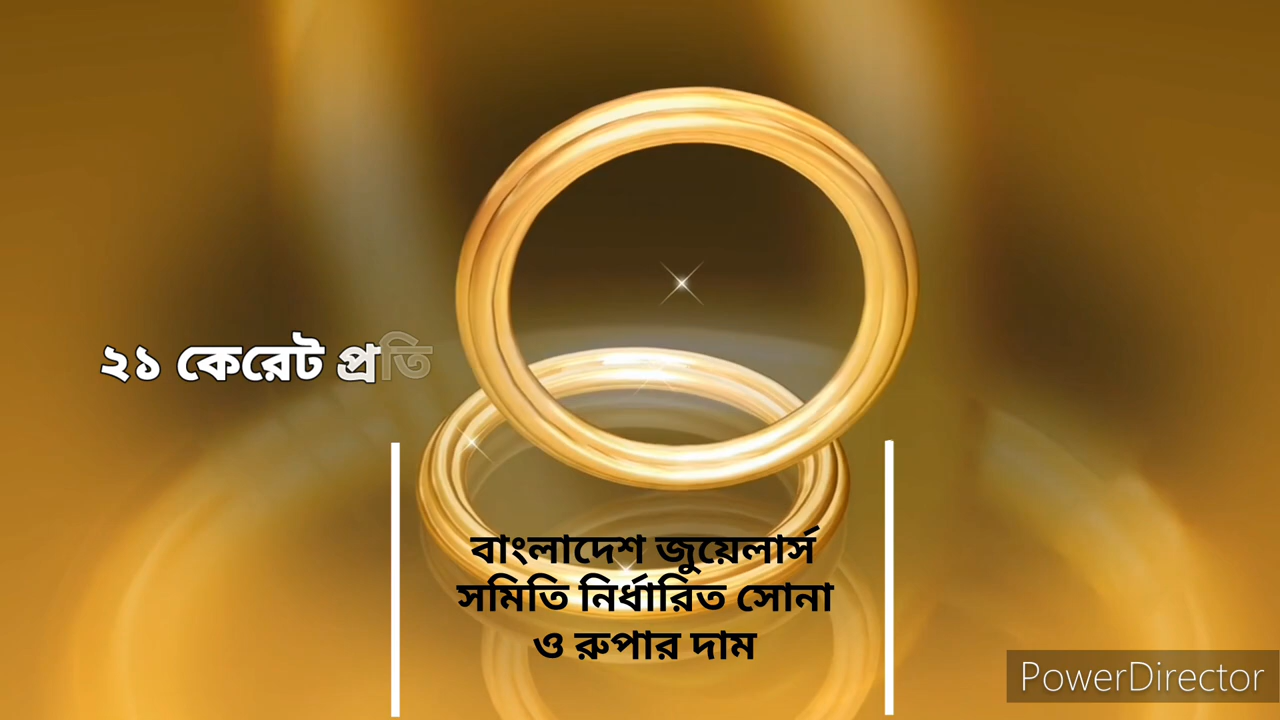 ২১ কেরেট প্রতি
বাংলাদেশ জুয়েলার্স
সমিতি নির্ধারিত সোনা
ও রুপার দাম
PowerDirector